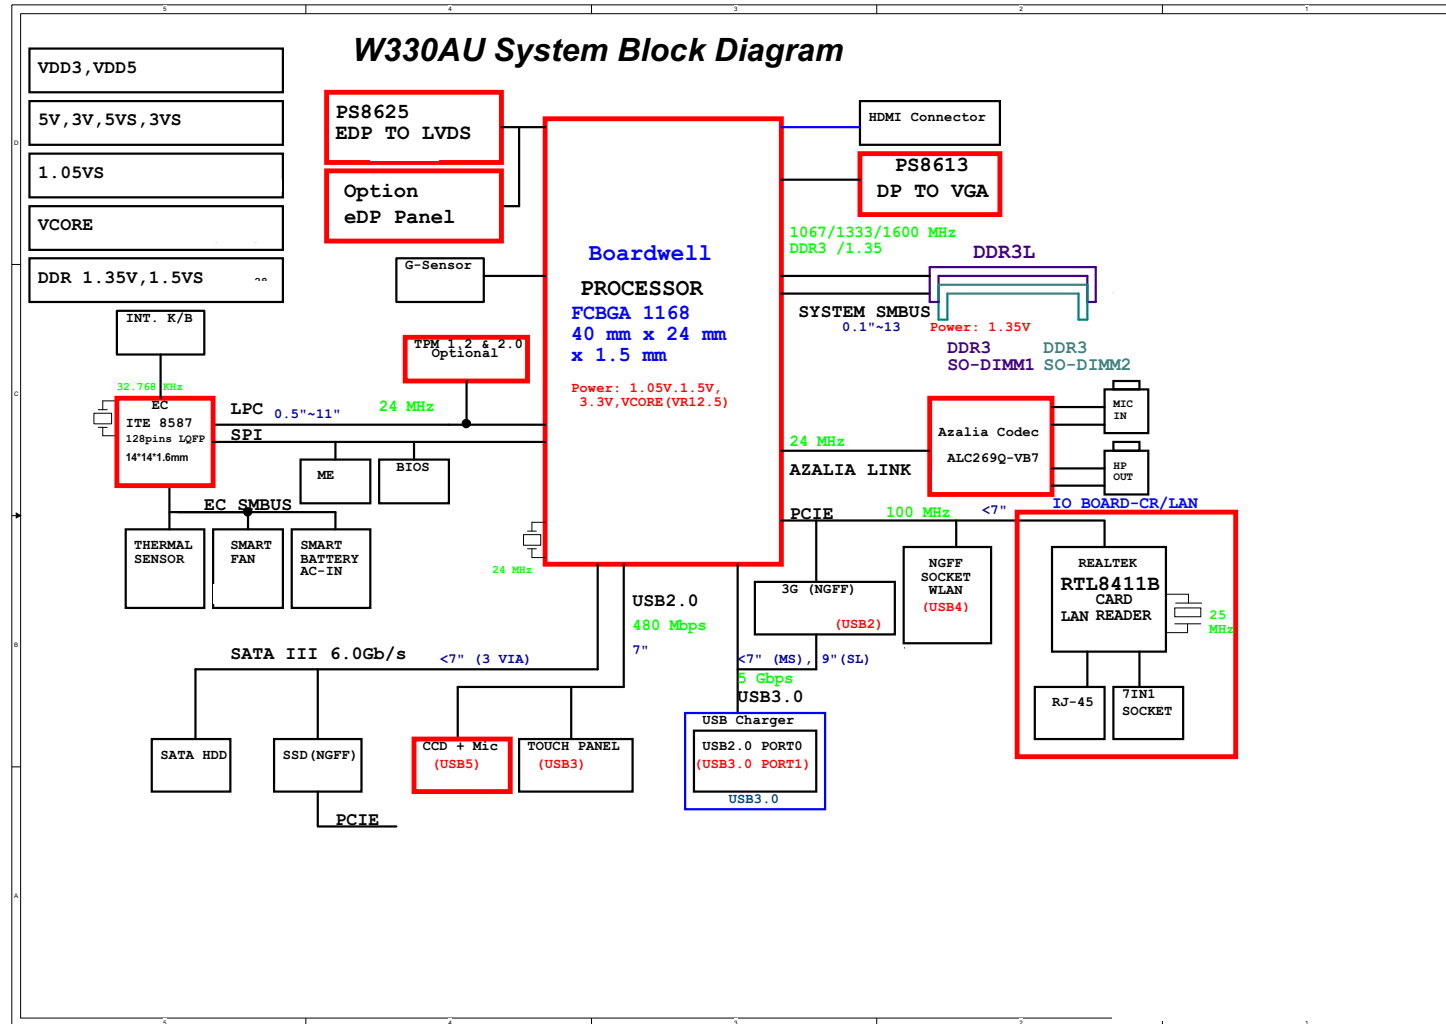 5 4 3 2 1
W330AU System Block Diagram
VDD3,VDD5
5V,3V,5VS,3VS
1.05VS
VCORE
DDR 1.35V,1.5VS
PS8625
EDP TO LVDS
Option
eDP Panel
G-Sensor
HDMI Connector
PS8613
DP TO VGA
1067/1333/1600 MHz
DDR3 /1.35
DDR3L
SYSTEM SMBUS
0.1"~13
Power: 1.35V
DDR3
SO-DIMM1
DDR3
SO-DIMM2
Boardwell
PROCESSOR
FCBGA 1168
40 mm x 24 mm
x 1.5 mm
Power: 1.05V.1.5V,
3.3V,VCORE(VR12.5)
INT. K/B
TPM 1.2 & 2.0
Optional
32.768 KHz
EC
ITE 8587
128pins LQFP
14*14*1.6mm
LPC
0.5"~11"
24 MHz
SPI
ME
BIOS
EC SMBUS
THERMAL
SENSOR
SMART
FAN
SMART
BATTERY
AC-IN
24 MHz
24 MHz
AZALIA LINK
Azalia Codec
ALC269Q-VB7
MIC
IN
HP
OUT
PCIE
100 MHz
<7"
IO BOARD-CR/LAN
3G (NGFF)
(USB2)
NGFF
SOCKET
WLAN
(USB4)
REALTEK
RTL8411B
CARD
LAN READER
25
MHz
RJ-45
7IN1
SOCKET
USB2.0
480 Mbps
7"
SATA III 6.0Gb/s
<7" (3 VIA)
<7" (MS), 9"(SL)
5 Gbps
USB3.0
SATA HDD
SSD(NGFF)
PCIE
CCD + Mic
(USB5)
TOUCH PANEL
(USB3)
USB Charger
USB2.0 PORT0
(USB3.0 PORT1)
USB3.0
D
C
B
A
5 4 3 2 1